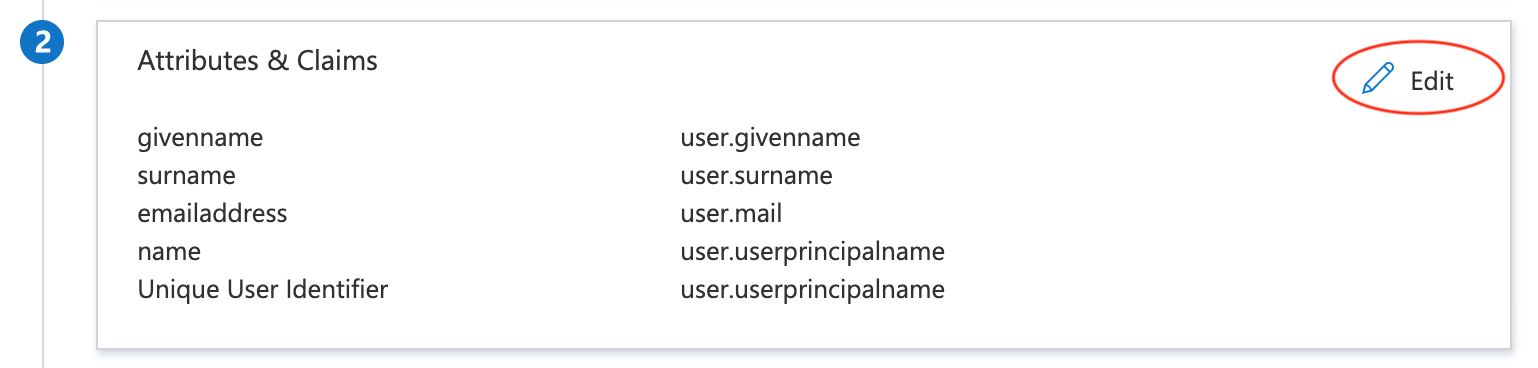 2
Attributes & Claims
Edit
givenname user.givenname
surname user.surname
emailaddress user.mail
name user.userprincipalname
Unique User Identifier user.userprincipalname